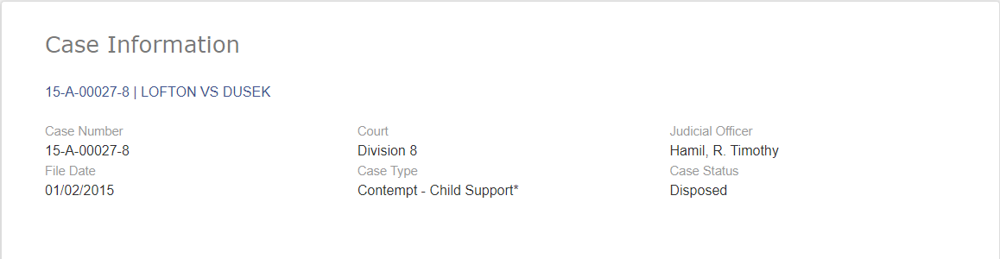 Case Information
15-A-00027-8 | LOFTON VS DUSEK
Case Number Court Judicial Officer
15-A-00027-8 Division 8 Hamil, R. Timothy
File Date Case Type Case Status
01/02/2015 Contempt - Child Support* Disposed